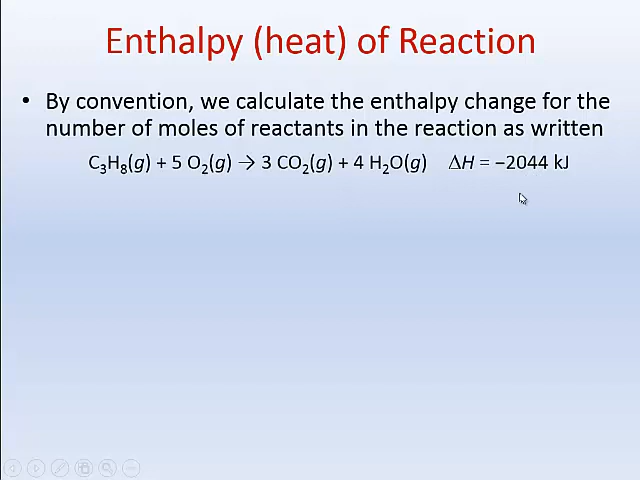 Enthalpy (heat) of Reaction
• By convention, we calculate the enthalpy change for the
number of moles of reactants in the reaction as written
C₃H₈(g) + 5 O₂(g) → 3 CO₂(g) + 4 H₂O(g) ΔH = −2044 kJ